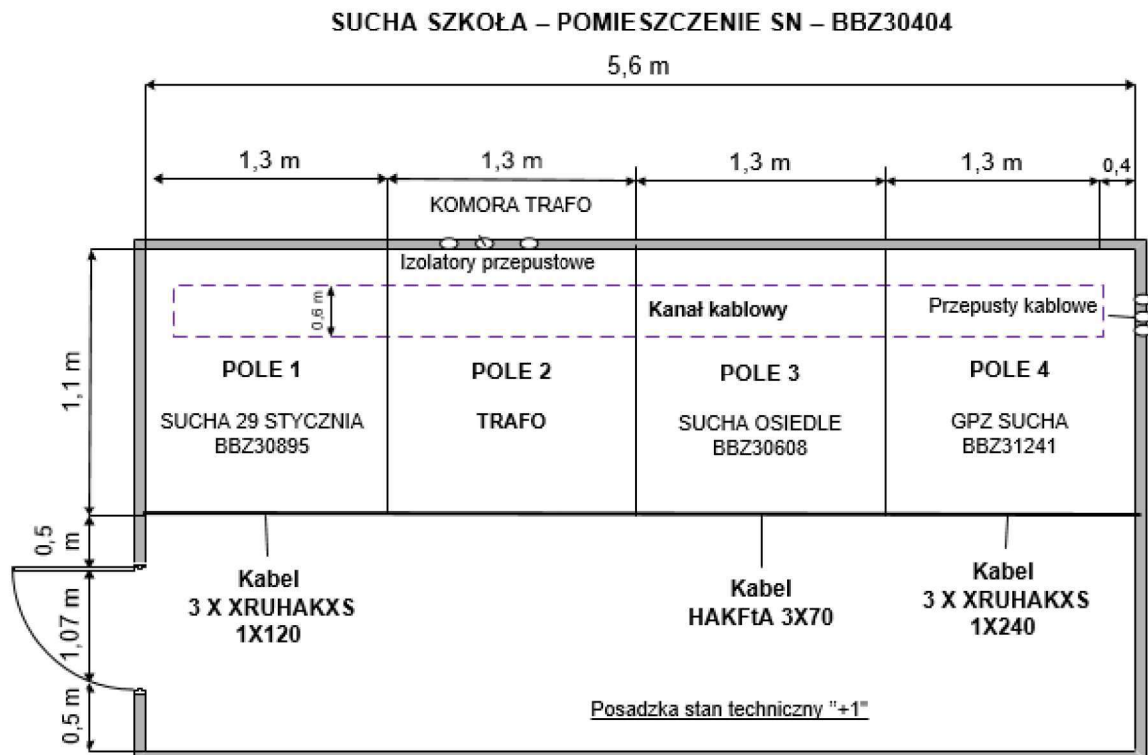 SUCHA SZKOŁA – POMIESZCZENIE SN – BBZ30404
5,6 m
1,3 m
1,3 m
1,3 m
1,3 m
0,4
KOMORA TRAFO
Izolatory przepustowe
0,6 m
Kanał kablowy
Przepusty kablowe
1,1 m
POLE 1
POLE 2
POLE 3
POLE 4
SUCHA 29 STYCZNIA
BBZ30895
TRAFO
SUCHA OSIEDLE
BBZ30608
GPZ SUCHA
BBZ31241
0,5
m
Kabel
3 X XRUHAKXS
1X120
Kabel
HAKFtA 3X70
Kabel
3 X XRUHAKXS
1X240
1,07 m
0,5 m
Posadzka stan techniczny "+1"